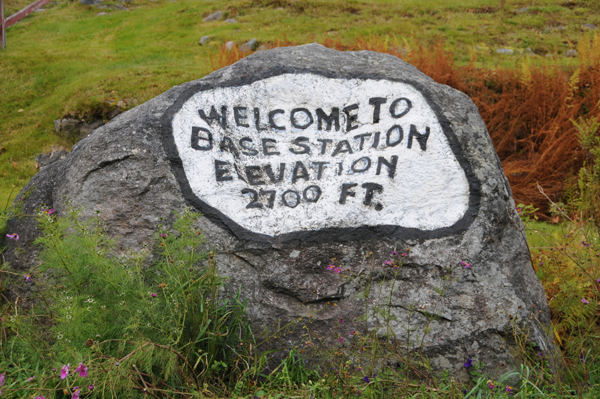 WELCOME TO
BASE STATION
ELEVATION
2700 FT.